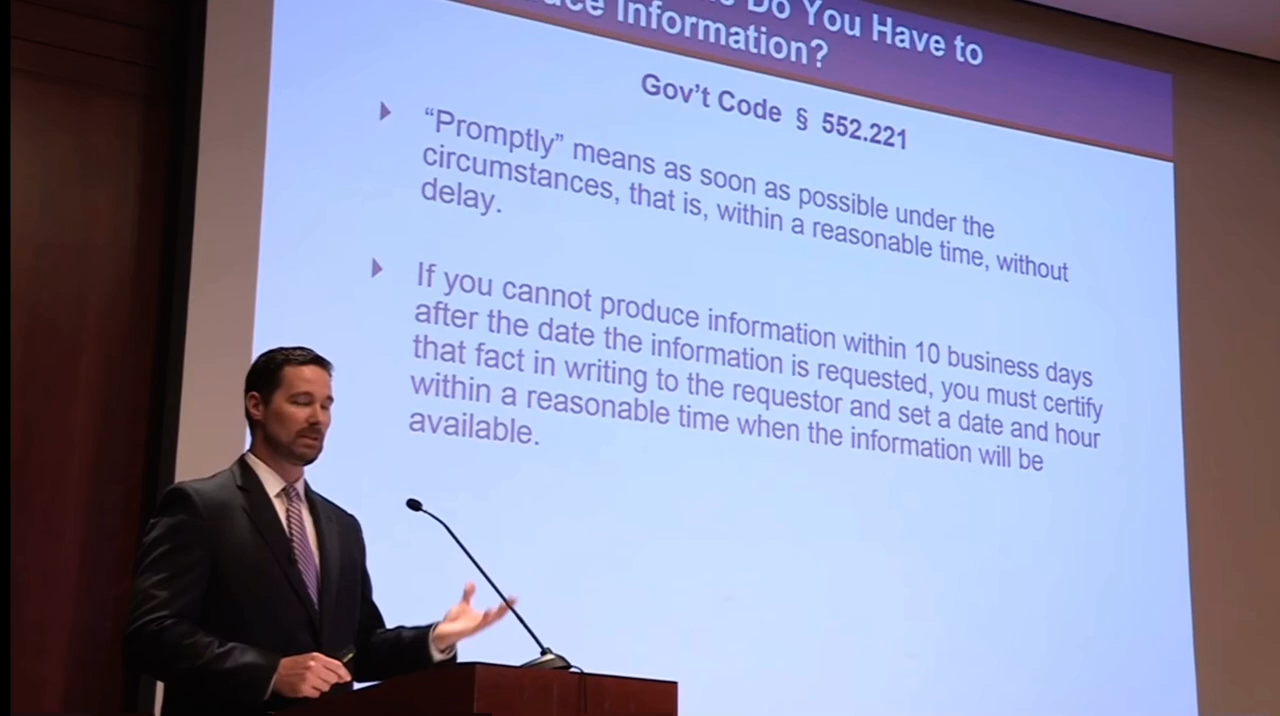 Do You Have to
Information?
Gov't Code § 552.221
“Promptly” means as soon as possible under the
circumstances, that is, within a reasonable time, without
delay.
If you cannot produce information within 10 business days
after the date the information is requested, you must certify
that fact in writing to the requestor and set a date and hour
within a reasonable time when the information will be
available.